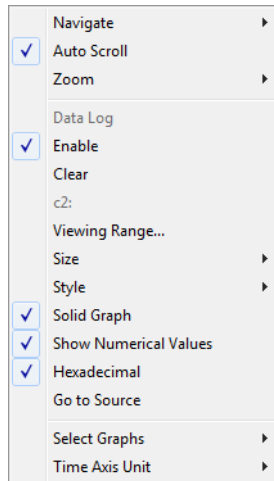 Navigate
Auto Scroll
Zoom
Data Log
Enable
Clear
c2:
Viewing Range...
Size
Style
Solid Graph
Show Numerical Values
Hexadecimal
Go to Source
Select Graphs
Time Axis Unit